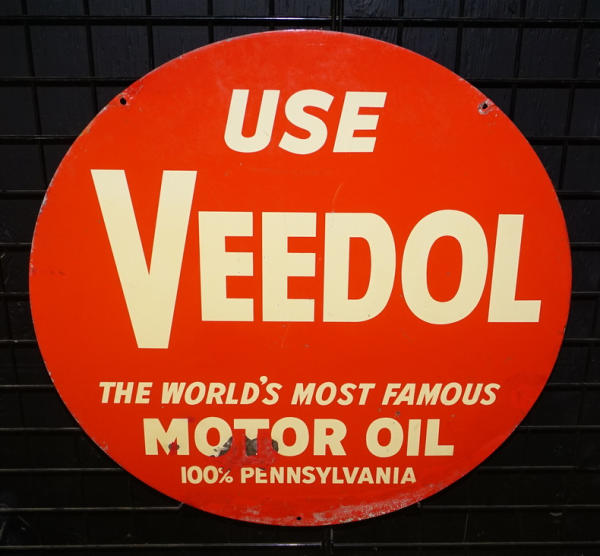 USE
VEEDOL
THE WORLD'S MOST FAMOUS
MOTOR OIL
100% PENNSYLVANIA